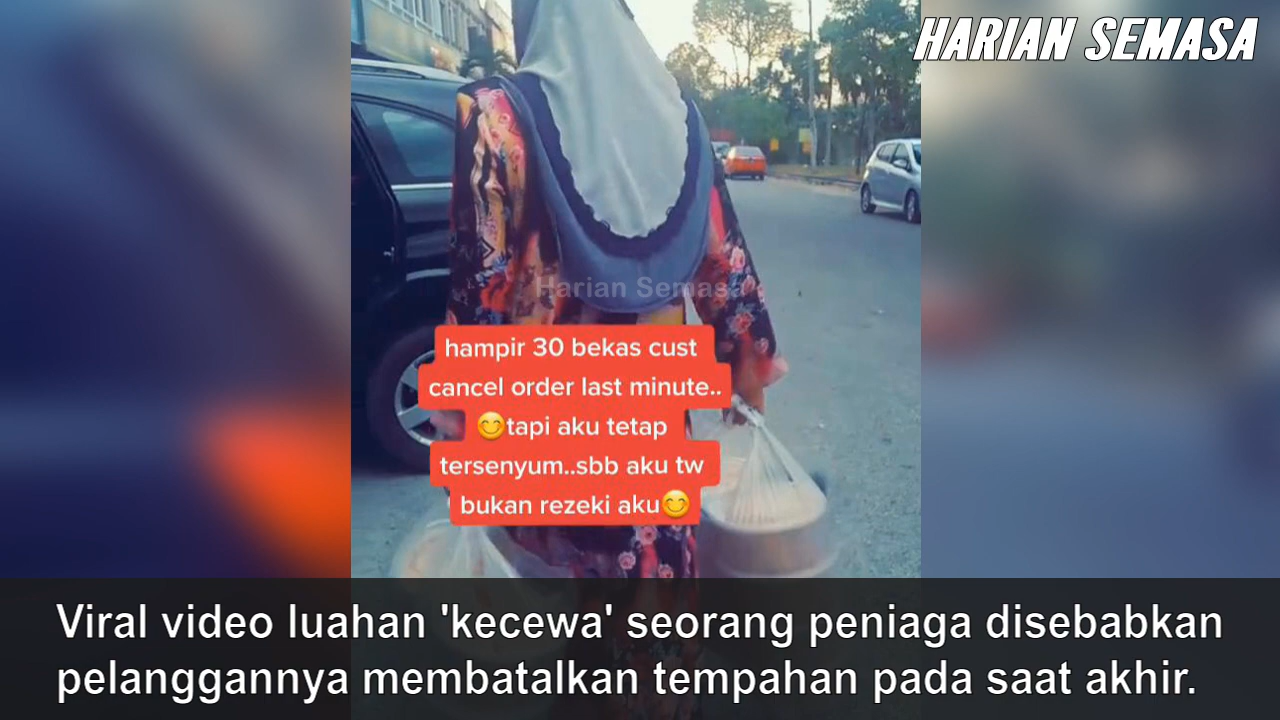 HARIAN SEMASA
Harian Semasa
hampir 30 bekas cust
cancel order last minute..
😊tapi aku tetap
tersenyum..sbb aku tw
bukan rezeki aku😊
Viral video luahan 'kecewa' seorang peniaga disebabkan
pelanggannya membatalkan tempahan pada saat akhir.